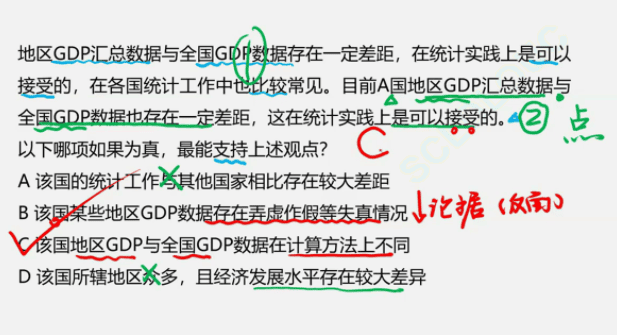 地区GDP汇总数据与全国GDP数据存在一定差距，在统计实践上是可以
接受的，在各国统计工作中也比较常见。目前A国地区GDP汇总数据与
全国GDP数据也存在一定差距，这在统计实践上是可以接受的。② 点
以下哪项如果为真，最能支持上述观点？ C
A 该国的统计工作与其他国家相比存在较大差距
B 该国某些地区GDP数据存在弄虚作假等失真情况 ↓论据（反向）
C 该国地区GDP与全国GDP数据在计算方法上不同
D 该国所辖地区众多，且经济发展水平存在较大差异